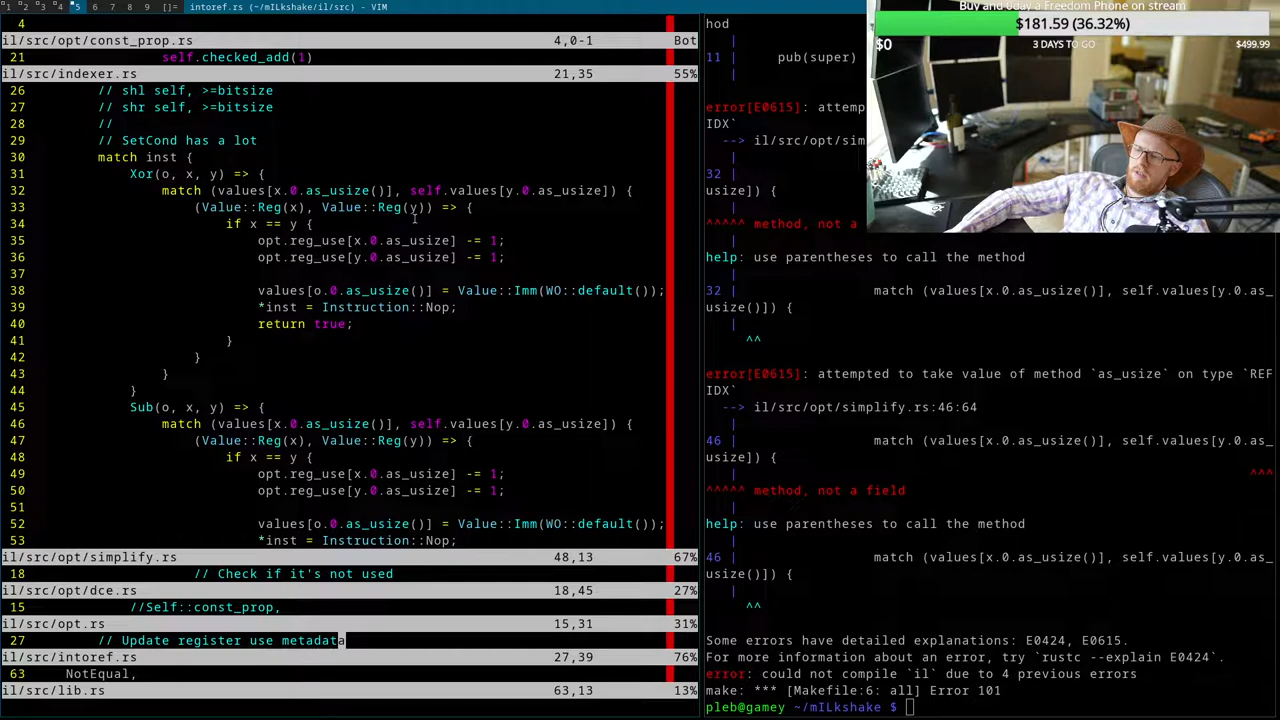 1 2 3 4 5 6 7 8 9 []= intoref.rs (~/mILkshake/il/src) - VIM
4
il/src/opt/const_prop.rs 4,0-1 Bot
21 self.checked_add(1)
il/src/indexer.rs 21,35 55%
26 // shl self, >=bitsize
27 // shr self, >=bitsize
28 //
29 // SetCond has a lot
30 match inst {
31 Xor(o, x, y) => {
32 match (values[x.0.as_usize()], self.values[y.0.as_usize]) {
33 (Value::Reg(x), Value::Reg(y)) => {
34 if x == y {
35 opt.reg_use[x.0.as_usize] -= 1;
36 opt.reg_use[y.0.as_usize] -= 1;
37
38 values[o.0.as_usize()] = Value::Imm(WO::default());
39 *inst = Instruction::Nop;
40 return true;
41 }
42 }
43 }
44 }
45 Sub(o, x, y) => {
46 match (values[x.0.as_usize()], self.values[y.0.as_usize]) {
47 (Value::Reg(x), Value::Reg(y)) => {
48 if x == y {
49 opt.reg_use[x.0.as_usize] -= 1;
50 opt.reg_use[y.0.as_usize] -= 1;
51
52 values[o.0.as_usize()] = Value::Imm(WO::default());
53 *inst = Instruction::Nop;
il/src/opt/simplify.rs 48,13 67%
18 // Check if it's not used
il/src/opt/dce.rs 18,45 27%
15 //Self::const_prop,
il/src/opt.rs 15,31 31%
27 // Update register use metadata
il/src/intoref.rs 27,39 76%
63 NotEqual,
il/src/lib.rs 63,13 13%
hod
|
11 | pub(super)
|
error[E0615]: attemp
IDX`
--> il/src/opt/sim
|
32 |
usize]) {
|
^^^^^ method, not a
|
help: use parentheses to call the method
|
32 | match (values[x.0.as_usize()], self.values[y.0.as_
usize()]) {
|
^^
error[E0615]: attempted to take value of method `as_usize` on type `REF
IDX`
--> il/src/opt/simplify.rs:46:64
|
46 | match (values[x.0.as_usize()], self.values[y.0.as_
usize]) {
| ^^^
^^^^^ method, not a field
|
help: use parentheses to call the method
|
46 | match (values[x.0.as_usize()], self.values[y.0.as_
usize()]) {
|
^^
Some errors have detailed explanations: E0424, E0615.
For more information about an error, try `rustc --explain E0424`.
error: could not compile `il` due to 4 previous errors
make: *** [Makefile:6: all] Error 101
pleb@gamey ~/mILkshake $
Buy and 0day a Freedom Phone on stream
$181.59 (36.32%)
$0 3 DAYS TO GO $499.99